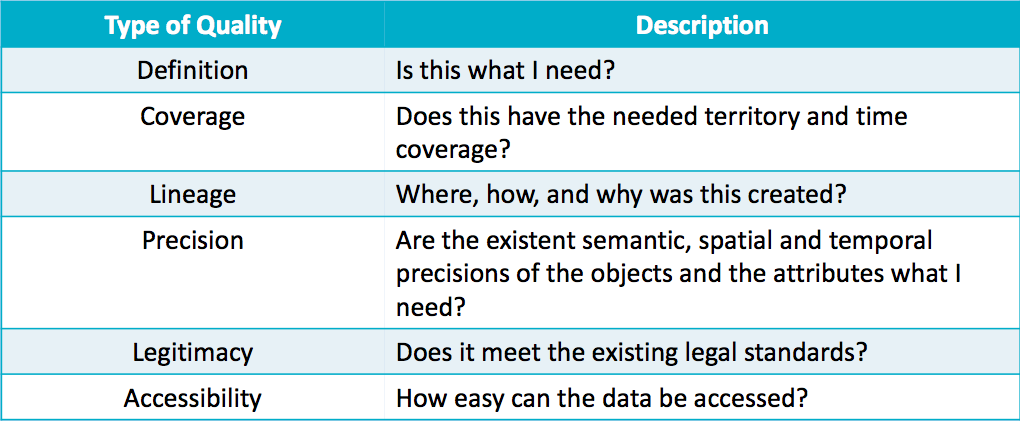 Type of Quality Description
Definition Is this what I need?
Coverage Does this have the needed territory and time
coverage?
Lineage Where, how, and why was this created?
Precision Are the existent semantic, spatial and temporal
precisions of the objects and the attributes what I
need?
Legitimacy Does it meet the existing legal standards?
Accessibility How easy can the data be accessed?